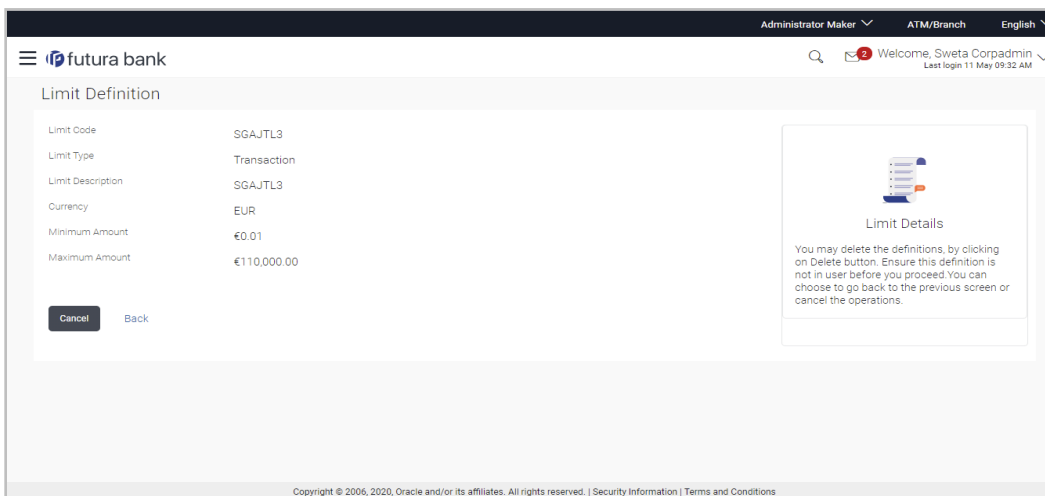 Administrator Maker ATM/Branch English
futura bank 2 Welcome, Sweta Corpadmin
Last login 11 May 09:32 AM
Limit Definition
Limit Code SGAJTL3
Limit Type Transaction
Limit Description SGAJTL3
Currency EUR
Minimum Amount €0.01
Maximum Amount €110,000.00
Cancel Back
Limit Details
You may delete the definitions, by clicking
on Delete button. Ensure this definition is
not in user before you proceed.You can
choose to go back to the previous screen or
cancel the operations.
Copyright © 2006, 2020, Oracle and/or its affiliates. All rights reserved. | Security Information | Terms and Conditions